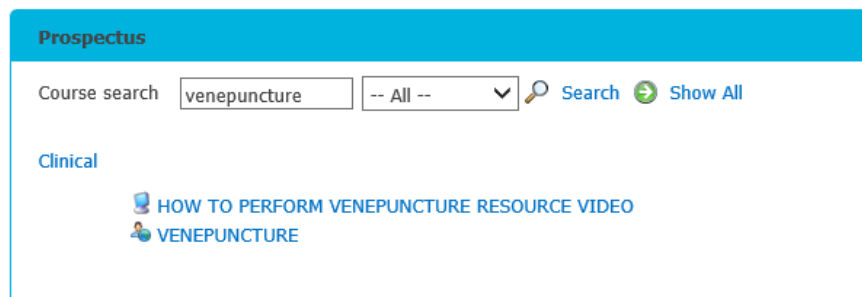 Prospectus
Course search venepuncture -- All -- Search Show All
Clinical
HOW TO PERFORM VENEPUNCTURE RESOURCE VIDEO
VENEPUNCTURE